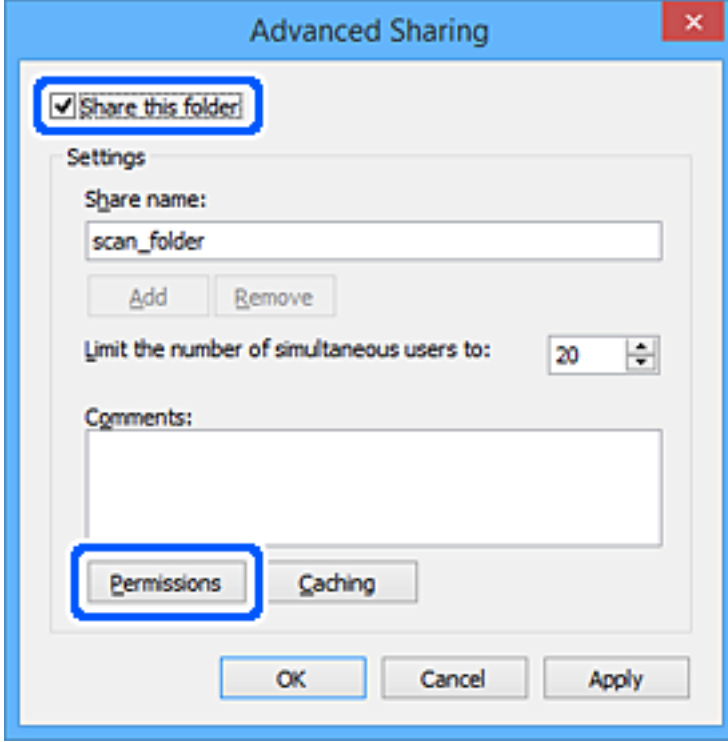 Advanced Sharing
Share this folder
Settings
Share name:
scan_folder
Add Remove
Limit the number of simultaneous users to: 20
Comments:
Permissions Caching
OK Cancel Apply